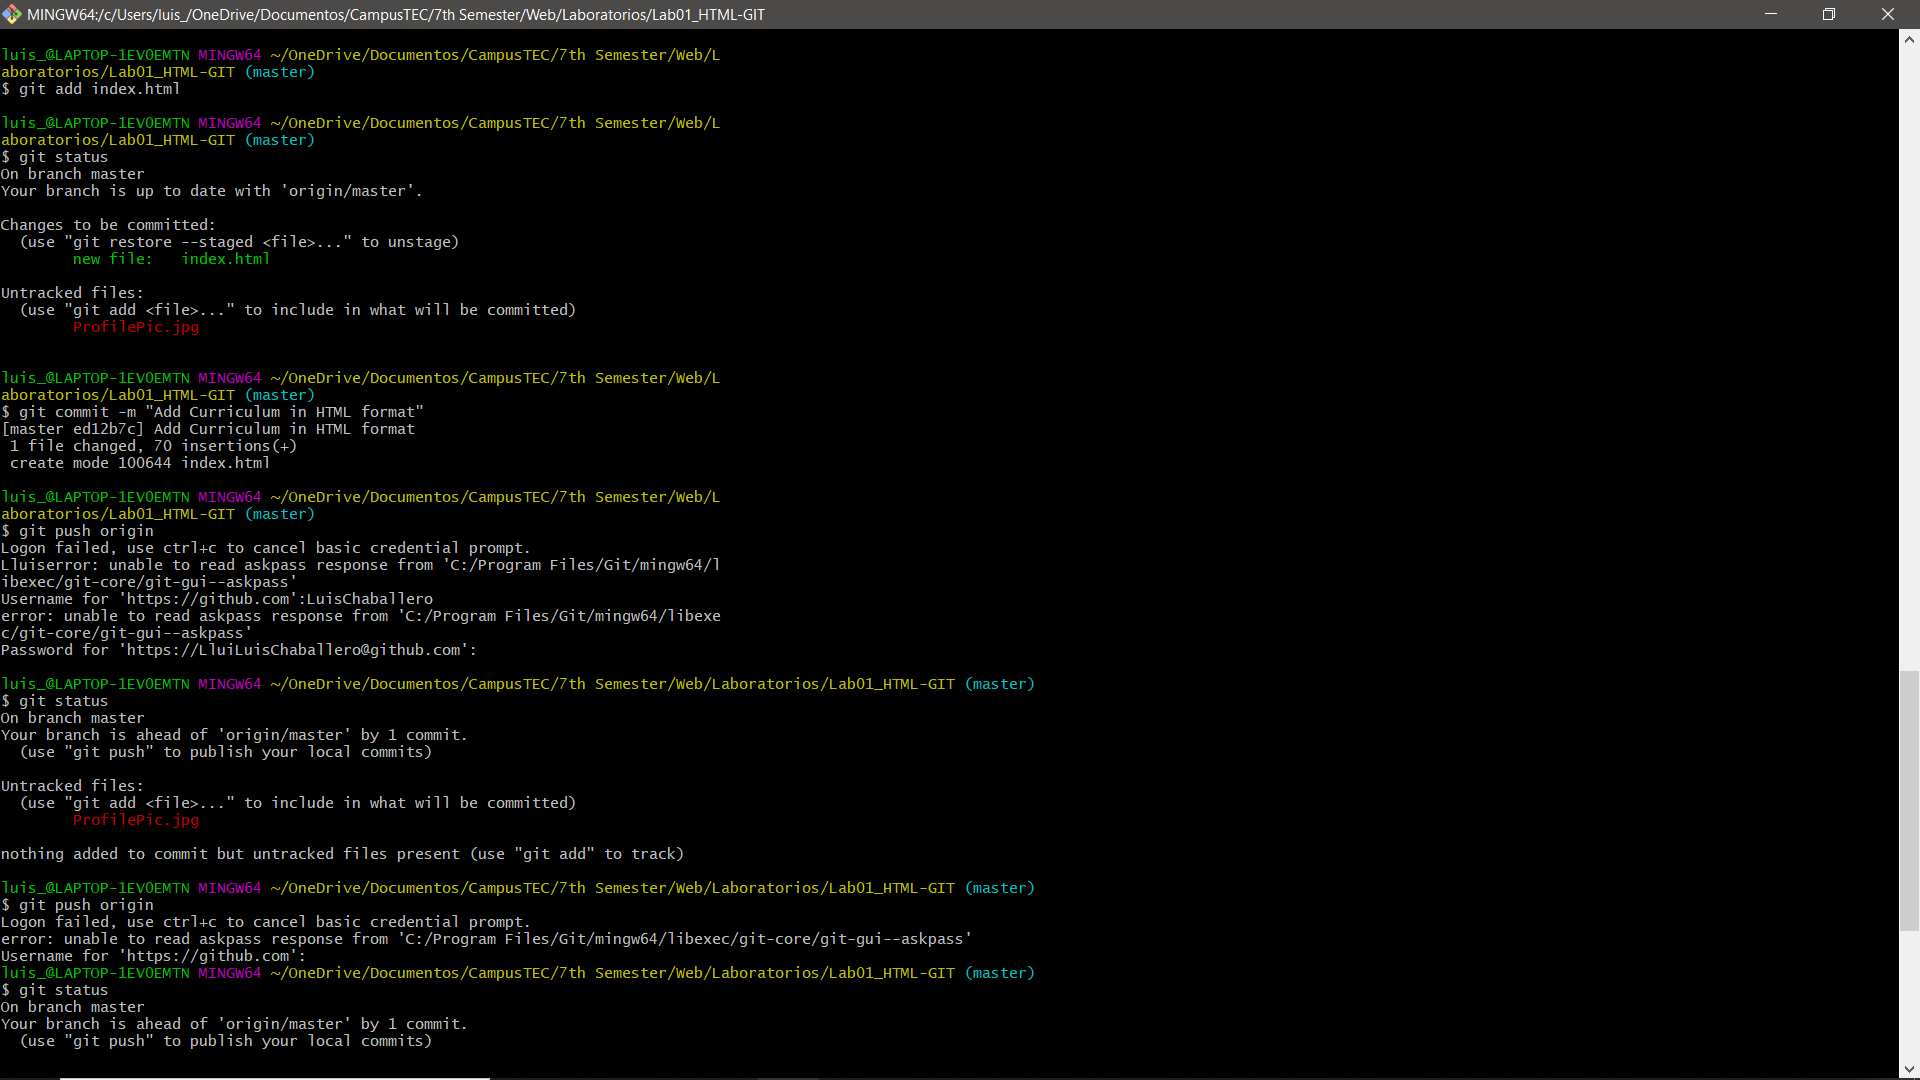 MINGW64:/c/Users/luis_/OneDrive/Documentos/CampusTEC/7th Semester/Web/Laboratorios/Lab01_HTML-GIT
luis_@LAPTOP-1EV0EMTN MINGW64 ~/OneDrive/Documentos/CampusTEC/7th Semester/Web/L
aboratorios/Lab01_HTML-GIT (master)
$ git add index.html
luis_@LAPTOP-1EV0EMTN MINGW64 ~/OneDrive/Documentos/CampusTEC/7th Semester/Web/L
aboratorios/Lab01_HTML-GIT (master)
$ git status
On branch master
Your branch is up to date with 'origin/master'.
Changes to be committed:
  (use "git restore --staged <file>..." to unstage)
        new file:   index.html
Untracked files:
  (use "git add <file>..." to include in what will be committed)
        ProfilePic.jpg
luis_@LAPTOP-1EV0EMTN MINGW64 ~/OneDrive/Documentos/CampusTEC/7th Semester/Web/L
aboratorios/Lab01_HTML-GIT (master)
$ git commit -m "Add Curriculum in HTML format"
[master ed12b7c] Add Curriculum in HTML format
 1 file changed, 70 insertions(+)
 create mode 100644 index.html
luis_@LAPTOP-1EV0EMTN MINGW64 ~/OneDrive/Documentos/CampusTEC/7th Semester/Web/L
aboratorios/Lab01_HTML-GIT (master)
$ git push origin
Logon failed, use ctrl+c to cancel basic credential prompt.
Lluiserror: unable to read askpass response from 'C:/Program Files/Git/mingw64/l
ibexec/git-core/git-gui--askpass'
Username for 'https://github.com':LuisChaballero
error: unable to read askpass response from 'C:/Program Files/Git/mingw64/libexe
c/git-core/git-gui--askpass'
Password for 'https://LluiLuisChaballero@github.com':
luis_@LAPTOP-1EV0EMTN MINGW64 ~/OneDrive/Documentos/CampusTEC/7th Semester/Web/Laboratorios/Lab01_HTML-GIT (master)
$ git status
On branch master
Your branch is ahead of 'origin/master' by 1 commit.
  (use "git push" to publish your local commits)
Untracked files:
  (use "git add <file>..." to include in what will be committed)
        ProfilePic.jpg
nothing added to commit but untracked files present (use "git add" to track)
luis_@LAPTOP-1EV0EMTN MINGW64 ~/OneDrive/Documentos/CampusTEC/7th Semester/Web/Laboratorios/Lab01_HTML-GIT (master)
$ git push origin
Logon failed, use ctrl+c to cancel basic credential prompt.
error: unable to read askpass response from 'C:/Program Files/Git/mingw64/libexec/git-core/git-gui--askpass'
Username for 'https://github.com':
luis_@LAPTOP-1EV0EMTN MINGW64 ~/OneDrive/Documentos/CampusTEC/7th Semester/Web/Laboratorios/Lab01_HTML-GIT (master)
$ git status
On branch master
Your branch is ahead of 'origin/master' by 1 commit.
  (use "git push" to publish your local commits)